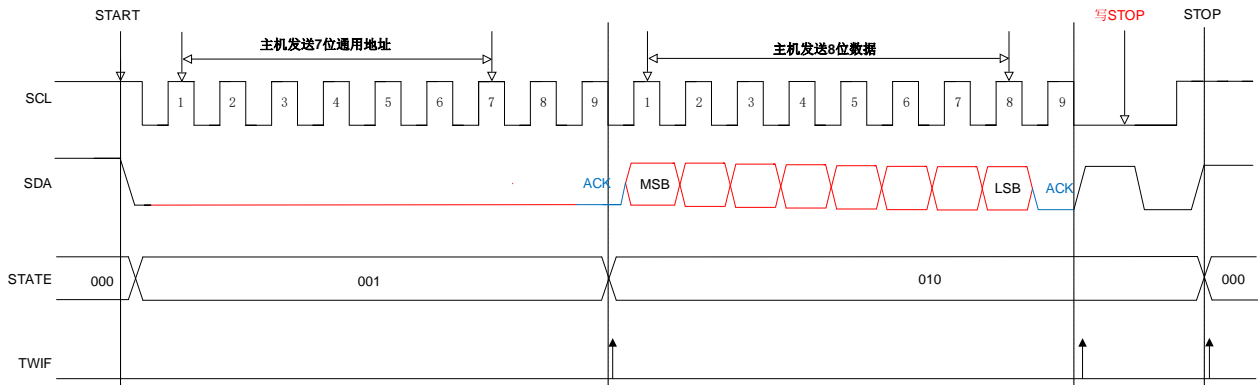 START
写STOP
STOP
主机发送7位通用地址
主机发送8位数据
SCL
1 2 3 4 5 6 7 8 9 1 2 3 4 5 6 7 8 9
SDA
ACK MSB LSB ACK
STATE
000 001 010 000
TWIF